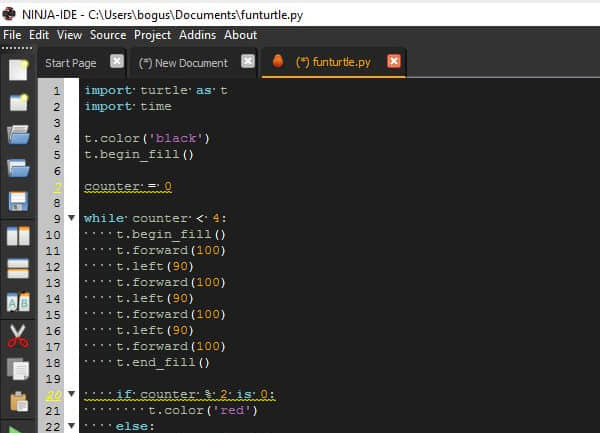 NINJA-IDE - C:\Users\bogus\Documents\funturtle.py
File Edit View Source Project Addins About
Start Page (*) New Document (*) funturtle.py
1 import turtle as t
2 import time
3
4 t.color('black')
5 t.begin_fill()
6
7 counter = 0
8
9 while counter < 4:
10 t.begin_fill()
11 t.forward(100)
12 t.left(90)
13 t.forward(100)
14 t.left(90)
15 t.forward(100)
16 t.left(90)
17 t.forward(100)
18 t.end_fill()
19
20 if counter % 2 is 0:
21 t.color('red')
22 else: